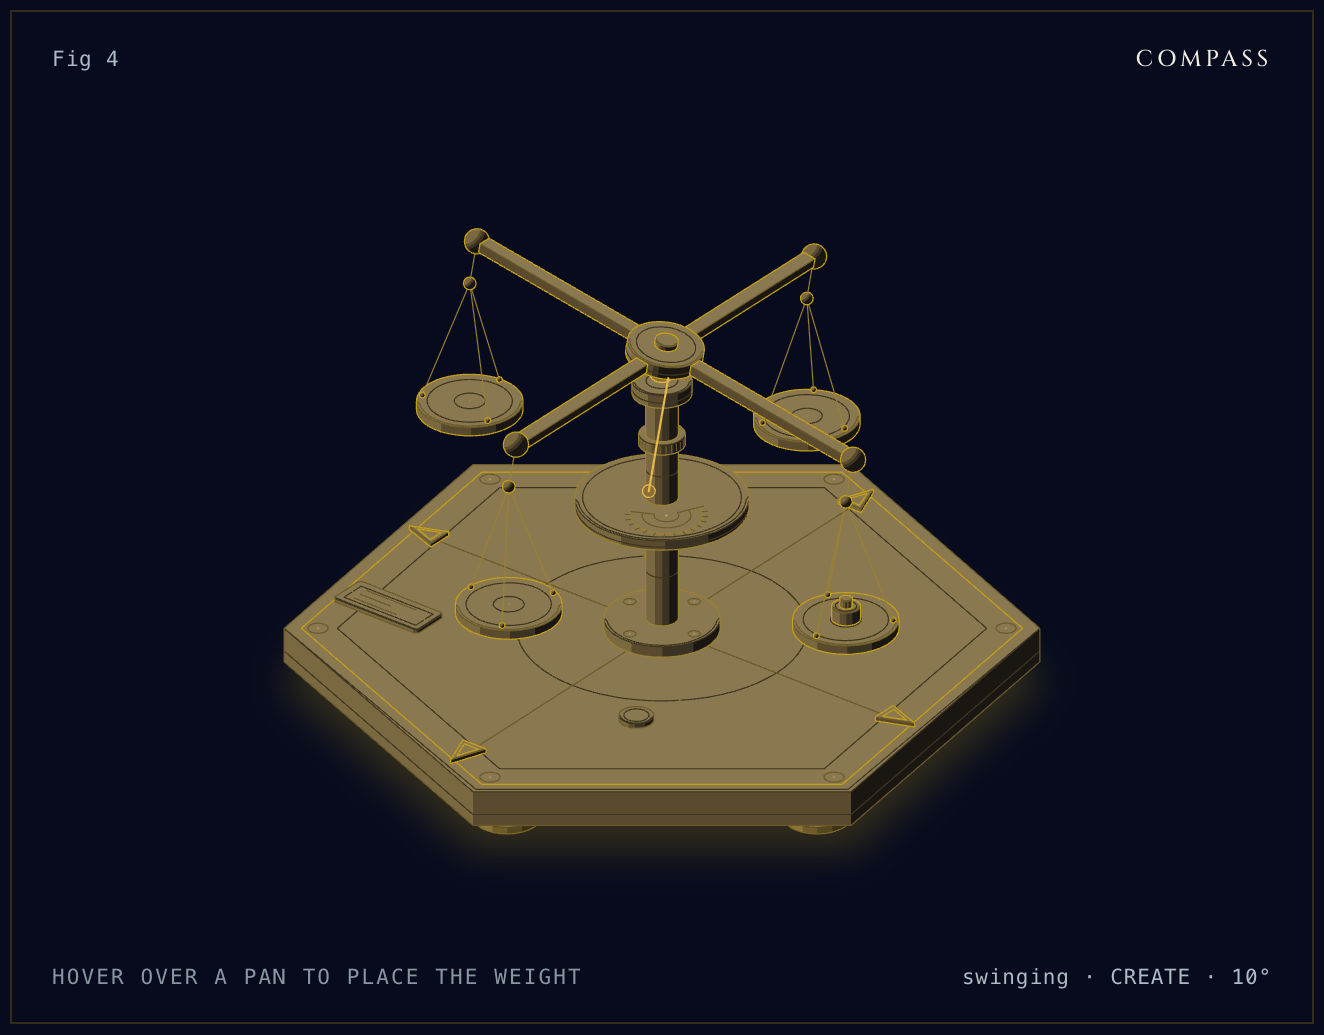 Fig 4
COMPASS
HOVER OVER A PAN TO PLACE THE WEIGHT
swinging · CREATE · 10°